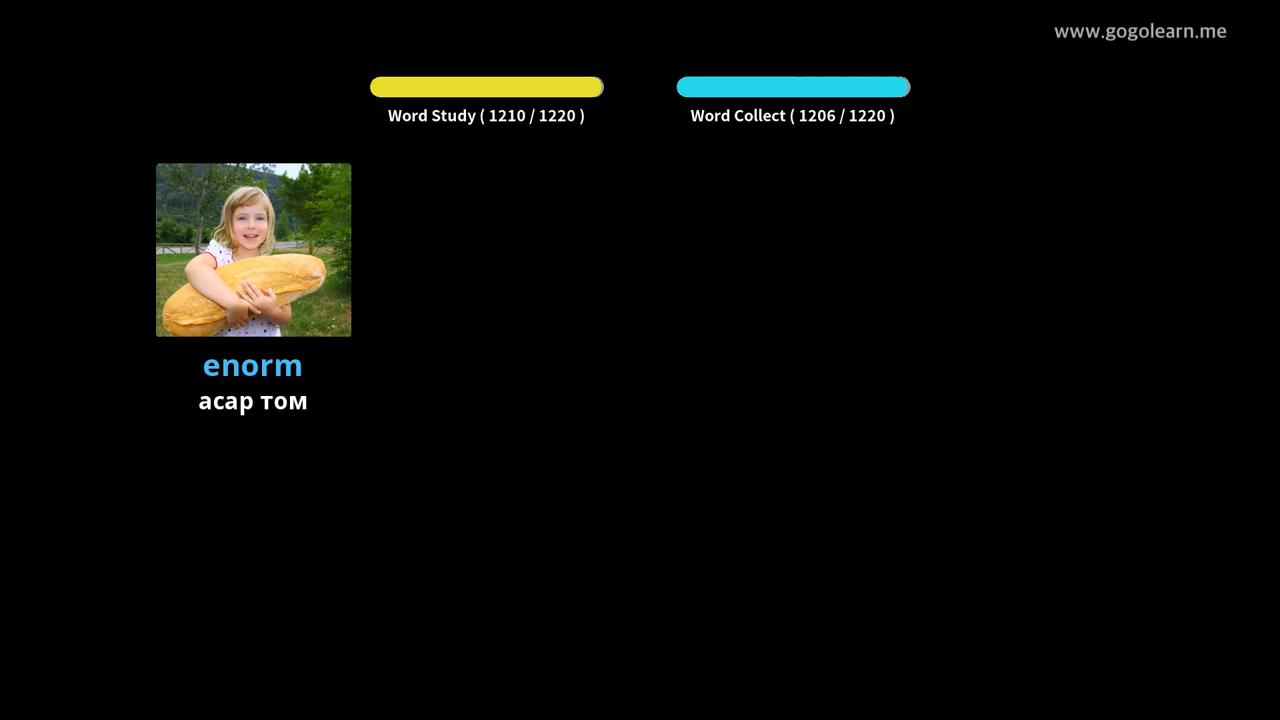 www.gogolearn.me
Word Study ( 1210 / 1220 )
Word Collect ( 1206 / 1220 )
enorm
асар том